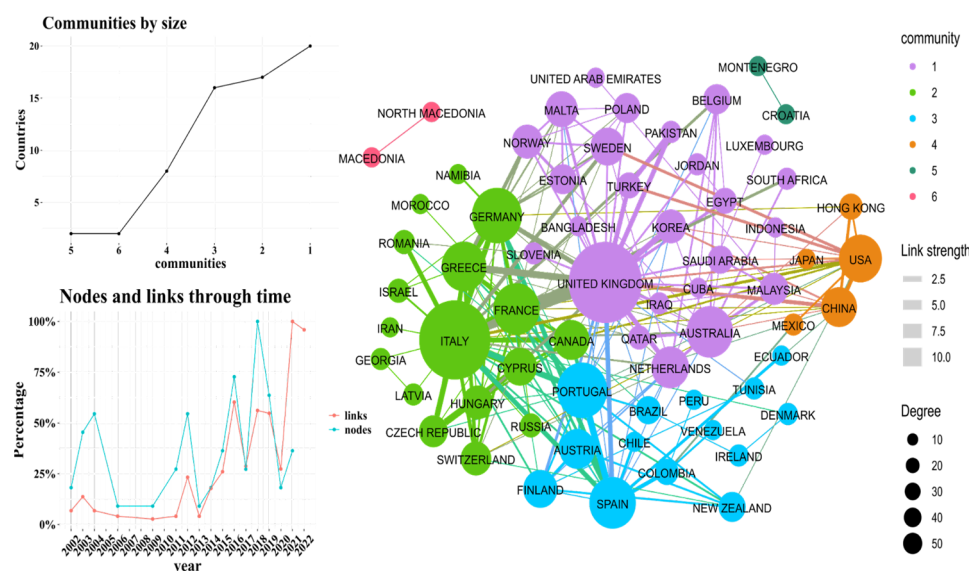 Communities by size
20
15
10
5
Countries
5
6
4
3
2
1
communities
Nodes and links through time
100%
75%
50%
25%
0%
Percentage
2002
2003
2004
2005
2006
2007
2008
2009
2010
2011
2012
2013
2014
2015
2016
2017
2018
2019
2020
2021
2022
year
links
nodes
MONTENEGRO
UNITED ARAB EMIRATES
CROATIA
NORTH MACEDONIA
MALTA
POLAND
BELGIUM
MACEDONIA
NORWAY
SWEDEN
PAKISTAN
LUXEMBOURG
NAMIBIA
ESTONIA
TURKEY
JORDAN
SOUTH AFRICA
MOROCCO
GERMANY
EGYPT
HONG KONG
ROMANIA
BANGLADESH
KOREA
INDONESIA
GREECE
SLOVENIA
SAUDI ARABIA
JAPAN
USA
ISRAEL
UNITED KINGDOM
CUBA
MALAYSIA
IRAN
FRANCE
IRAQ
CHINA
ITALY
CANADA
QATAR
AUSTRALIA
MEXICO
GEORGIA
CYPRUS
NETHERLANDS
ECUADOR
LATVIA
HUNGARY
PORTUGAL
PERU
TUNISIA
CZECH REPUBLIC
RUSSIA
BRAZIL
DENMARK
SWITZERLAND
AUSTRIA
CHILE
VENEZUELA
IRELAND
FINLAND
COLOMBIA
SPAIN
NEW ZEALAND
community
1
2
3
4
5
6
Link strength
2.5
5.0
7.5
10.0
Degree
10
20
30
40
50